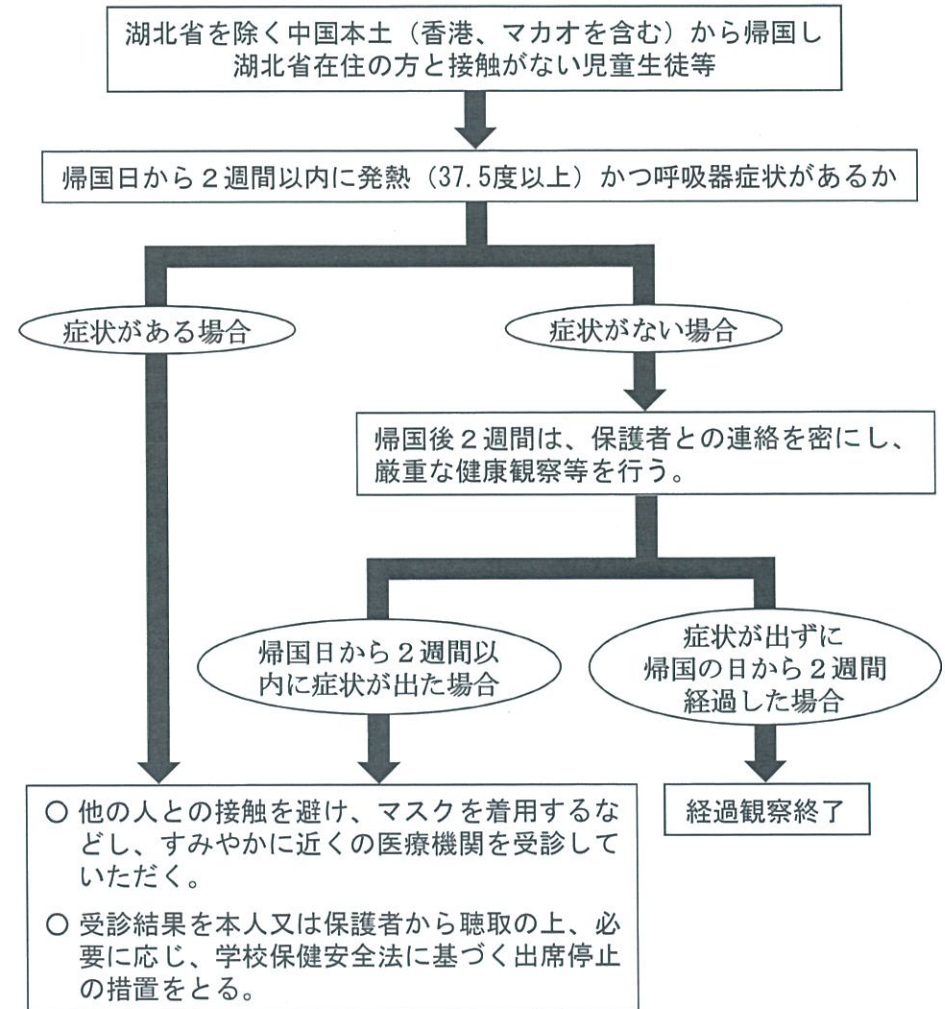 湖北省を除く中国本土（香港、マカオを含む）から帰国し
湖北省在住の方と接触がない児童生徒等
帰国日から２週間以内に発熱（37.5度以上）かつ呼吸器症状があるか
症状がある場合
症状がない場合
帰国後２週間は、保護者との連絡を密にし、
厳重な健康観察等を行う。
帰国日から２週間以
内に症状が出た場合
症状が出ずに
帰国の日から２週間
経過した場合
○ 他の人との接触を避け、マスクを着用するな
どし、すみやかに近くの医療機関を受診して
いただく。
○ 受診結果を本人又は保護者から聴取の上、必
要に応じ、学校保健安全法に基づく出席停止
の措置をとる。
経過観察終了